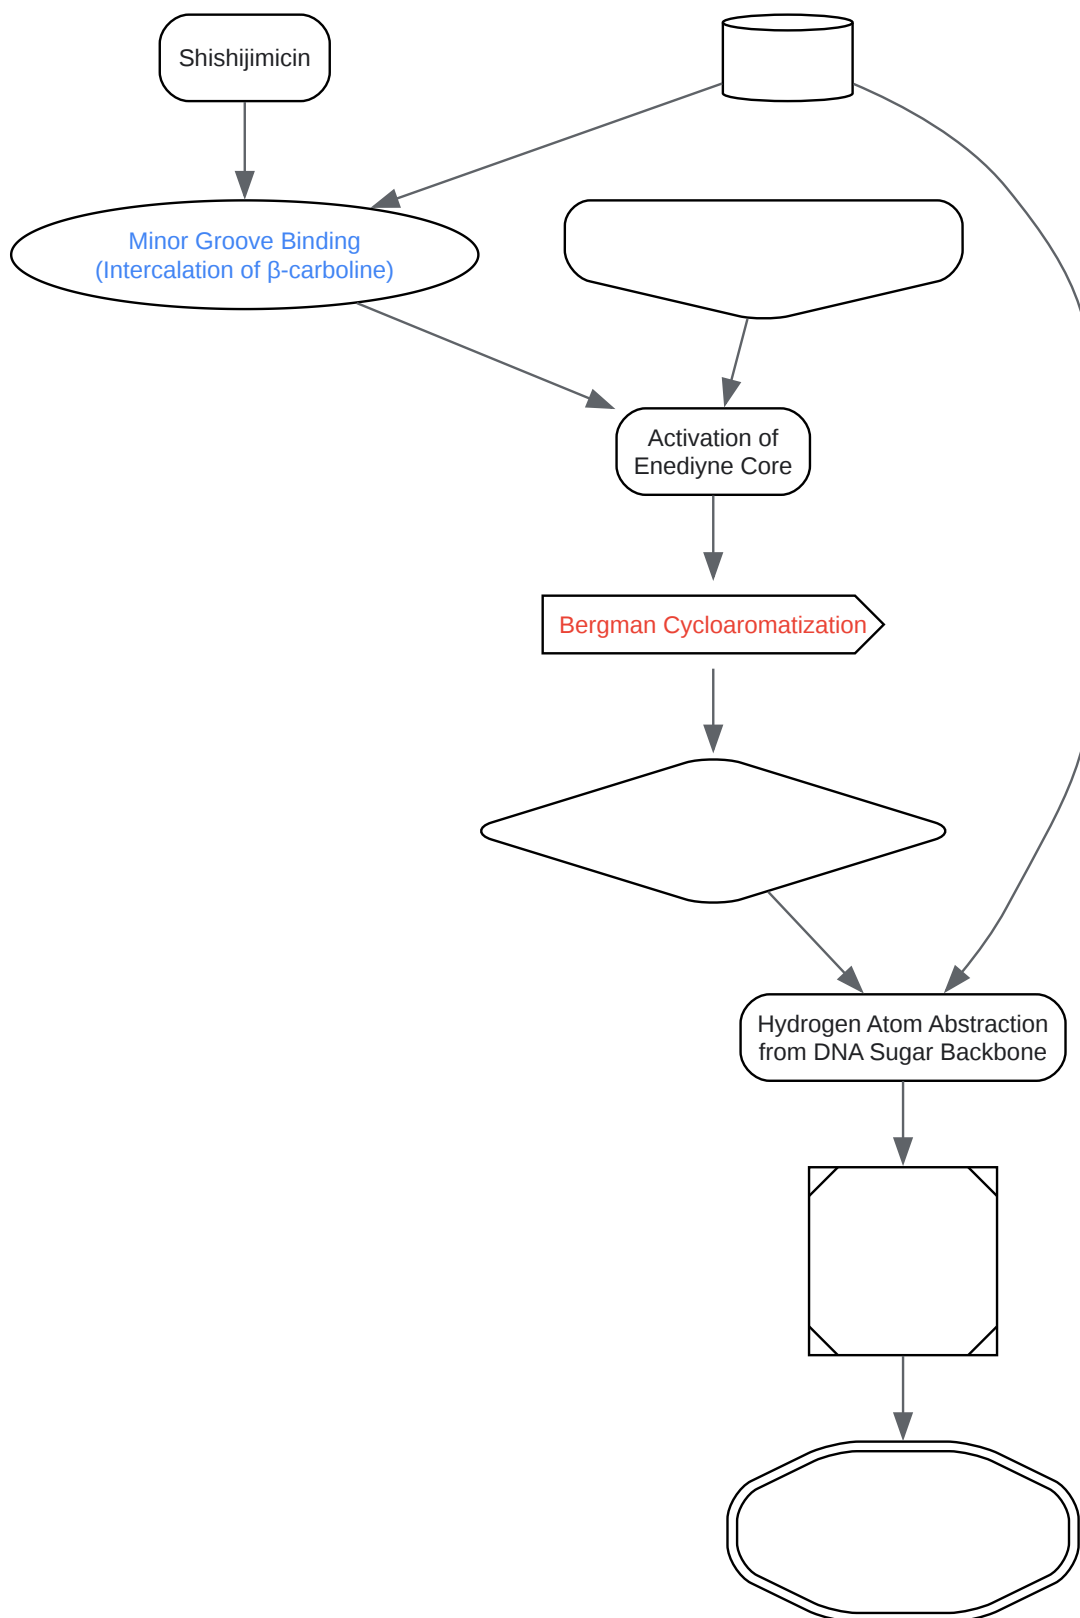 Shishijimicin
Minor Groove Binding
(Intercalation of β-carboline)
Activation of
Enediyne Core
Bergman Cycloaromatization
Hydrogen Atom Abstraction
from DNA Sugar Backbone